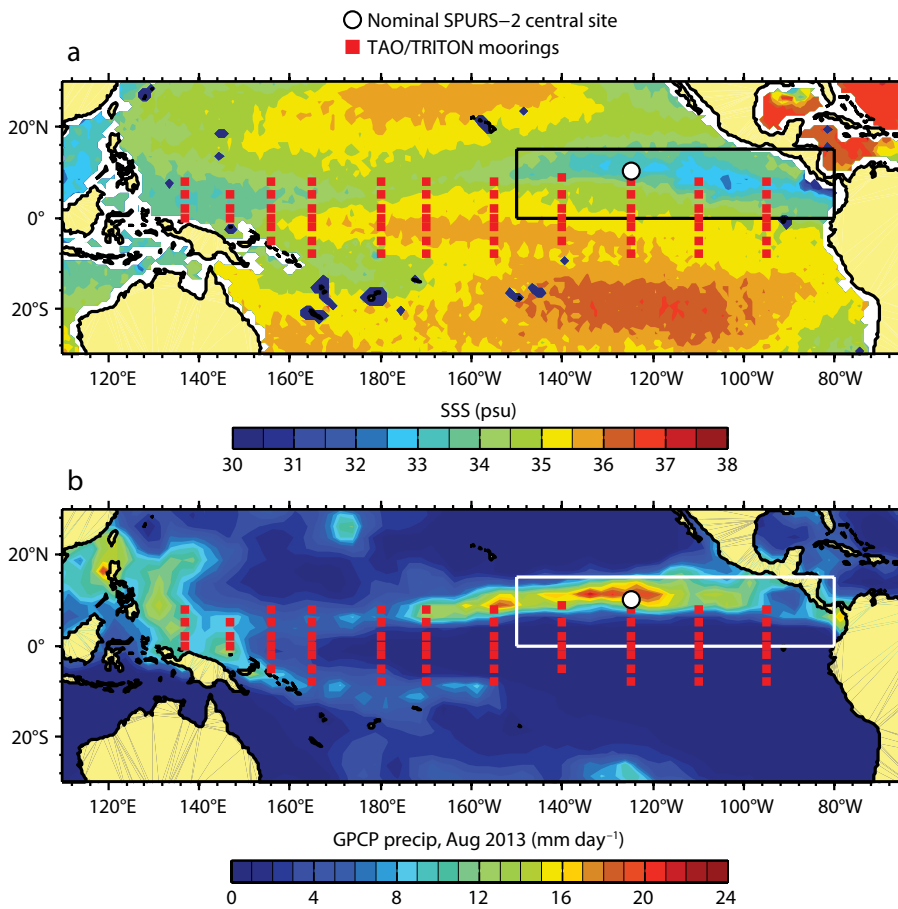 Nominal SPURS−2 central site
TAO/TRITON moorings
a
20°N
0°
20°S
120°E 140°E 160°E 180°E 160°W 140°W 120°W 100°W 80°W
SSS (psu)
30 31 32 33 34 35 36 37 38
b
20°N
0°
20°S
120°E 140°E 160°E 180°E 160°W 140°W 120°W 100°W 80°W
GPCP precip, Aug 2013 (mm day⁻¹)
0 4 8 12 16 20 24